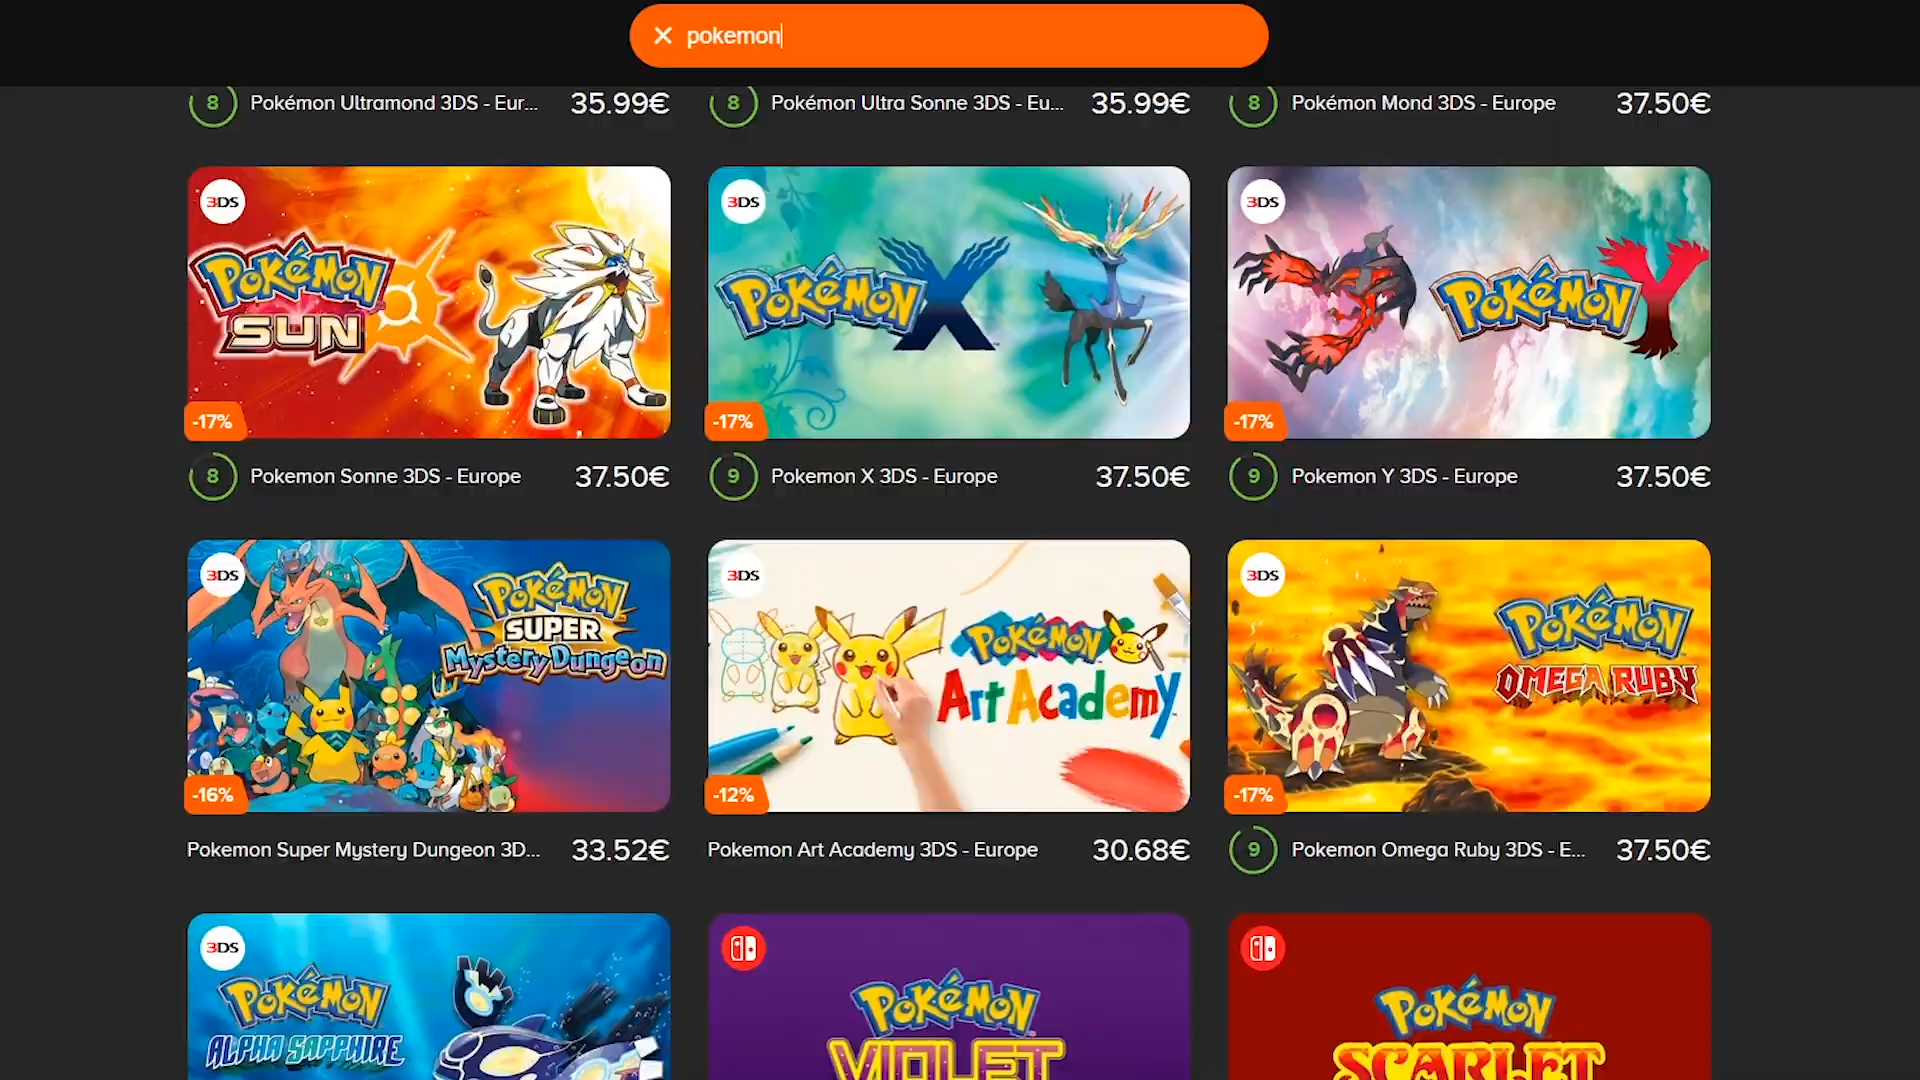 pokemon
8 Pokémon Ultramond 3DS - Eur... 35.99€
8 Pokémon Ultra Sonne 3DS - Eu... 35.99€
8 Pokémon Mond 3DS - Europe 37.50€
3DS
POKéMON
SUN
-17%
8 Pokemon Sonne 3DS - Europe 37.50€
3DS
POKéMON X
-17%
9 Pokemon X 3DS - Europe 37.50€
3DS
POKéMON Y
-17%
9 Pokemon Y 3DS - Europe 37.50€
3DS
POKéMON
SUPER
Mystery Dungeon
-16%
Pokemon Super Mystery Dungeon 3D... 33.52€
3DS
POKéMON
Art Academy
-12%
Pokemon Art Academy 3DS - Europe 30.68€
3DS
POKéMON
OMEGA RUBY
-17%
9 Pokemon Omega Ruby 3DS - E... 37.50€
3DS
POKéMON
ALPHA SAPPHIRE
POKéMON
VIOLET
POKéMON
SCARLET